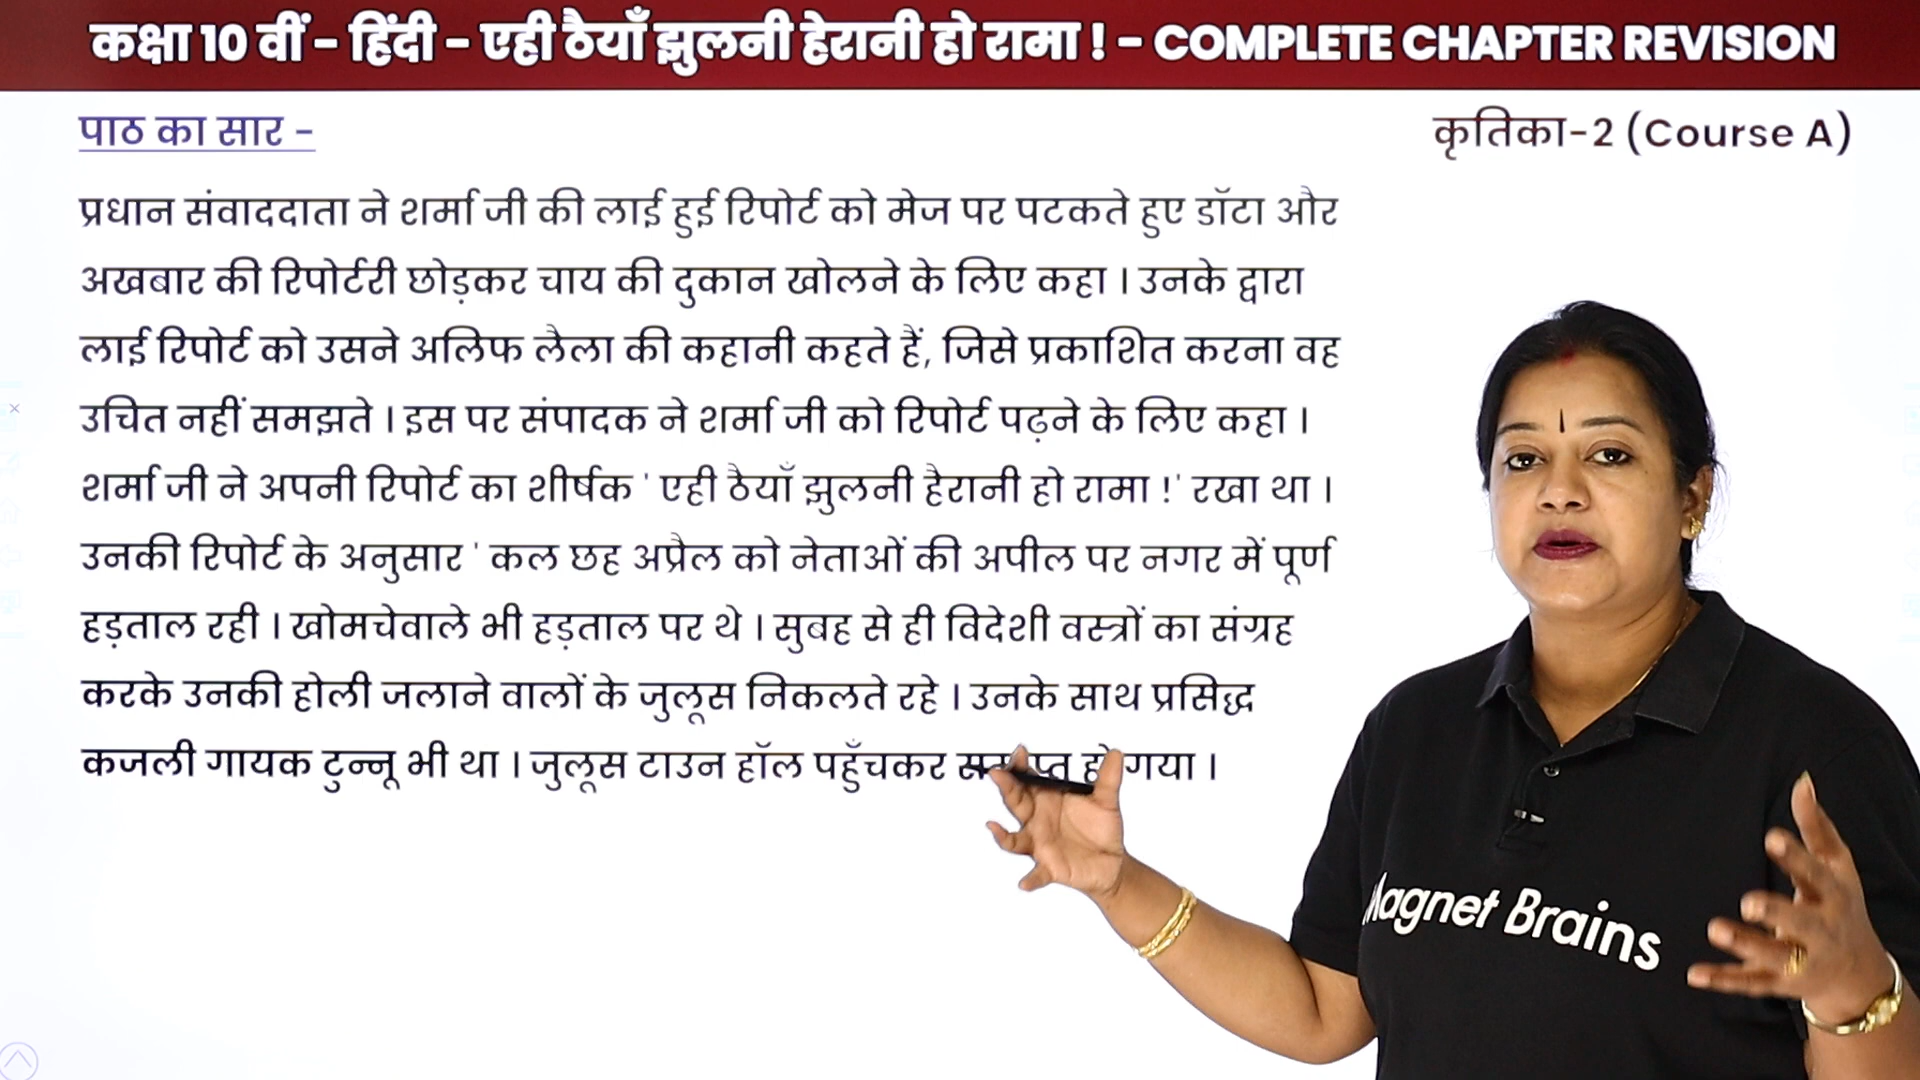 कक्षा 10 वीं - हिंदी - एही ठैयाँ झुलनी हेरानी हो रामा ! - COMPLETE CHAPTER REVISION
पाठ का सार -
कृतिका-2 (Course A)
प्रधान संवाददाता ने शर्मा जी की लाई हुई रिपोर्ट को मेज पर पटकते हुए डॉटा और
अखबार की रिपोर्टरी छोड़कर चाय की दुकान खोलने के लिए कहा । उनके द्वारा
लाई रिपोर्ट को उसने अलिफ लैला की कहानी कहते हैं, जिसे प्रकाशित करना वह
उचित नहीं समझते । इस पर संपादक ने शर्मा जी को रिपोर्ट पढ़ने के लिए कहा ।
शर्मा जी ने अपनी रिपोर्ट का शीर्षक ' एही ठैयाँ झुलनी हैरानी हो रामा !' रखा था ।
उनकी रिपोर्ट के अनुसार ' कल छह अप्रैल को नेताओं की अपील पर नगर में पूर्ण
हड़ताल रही । खोमचेवाले भी हड़ताल पर थे । सुबह से ही विदेशी वस्त्रों का संग्रह
करके उनकी होली जलाने वालों के जुलूस निकलते रहे । उनके साथ प्रसिद्ध
कजली गायक टुन्नू भी था । जुलूस टाउन हॉल पहुँचकर गया ।
Magnet Brains